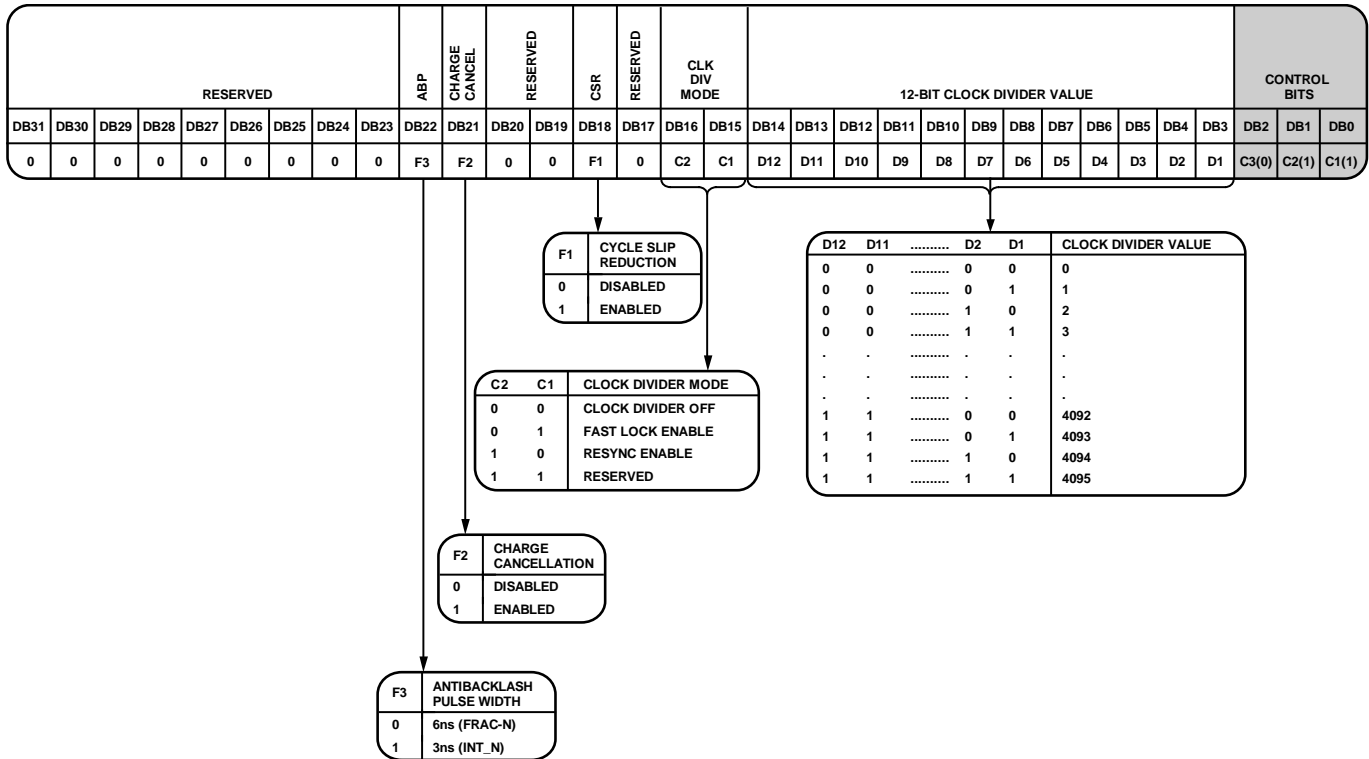 RESERVED
ABP
CHARGE
CANCEL
RESERVED
CSR
RESERVED
CLK
DIV
MODE
12-BIT CLOCK DIVIDER VALUE
CONTROL
BITS
DB31 DB30 DB29 DB28 DB27 DB26 DB25 DB24 DB23 DB22 DB21 DB20 DB19 DB18 DB17 DB16 DB15 DB14 DB13 DB12 DB11 DB10 DB9 DB8 DB7 DB6 DB5 DB4 DB3 DB2 DB1 DB0
0 0 0 0 0 0 0 0 0 F3 F2 0 0 F1 0 C2 C1 D12 D11 D10 D9 D8 D7 D6 D5 D4 D3 D2 D1 C3(0) C2(1) C1(1)
F1 CYCLE SLIP
REDUCTION
0 DISABLED
1 ENABLED
D12 D11 .......... D2 D1 CLOCK DIVIDER VALUE
0 0 .......... 0 0 0
0 0 .......... 0 1 1
0 0 .......... 1 0 2
0 0 .......... 1 1 3
. . .......... . . .
. . .......... . . .
. . .......... . . .
1 1 .......... 0 0 4092
1 1 .......... 0 1 4093
1 1 .......... 1 0 4094
1 1 .......... 1 1 4095
C2 C1 CLOCK DIVIDER MODE
0 0 CLOCK DIVIDER OFF
0 1 FAST LOCK ENABLE
1 0 RESYNC ENABLE
1 1 RESERVED
F2 CHARGE
CANCELLATION
0 DISABLED
1 ENABLED
F3 ANTIBACKLASH
PULSE WIDTH
0 6ns (FRAC-N)
1 3ns (INT_N)